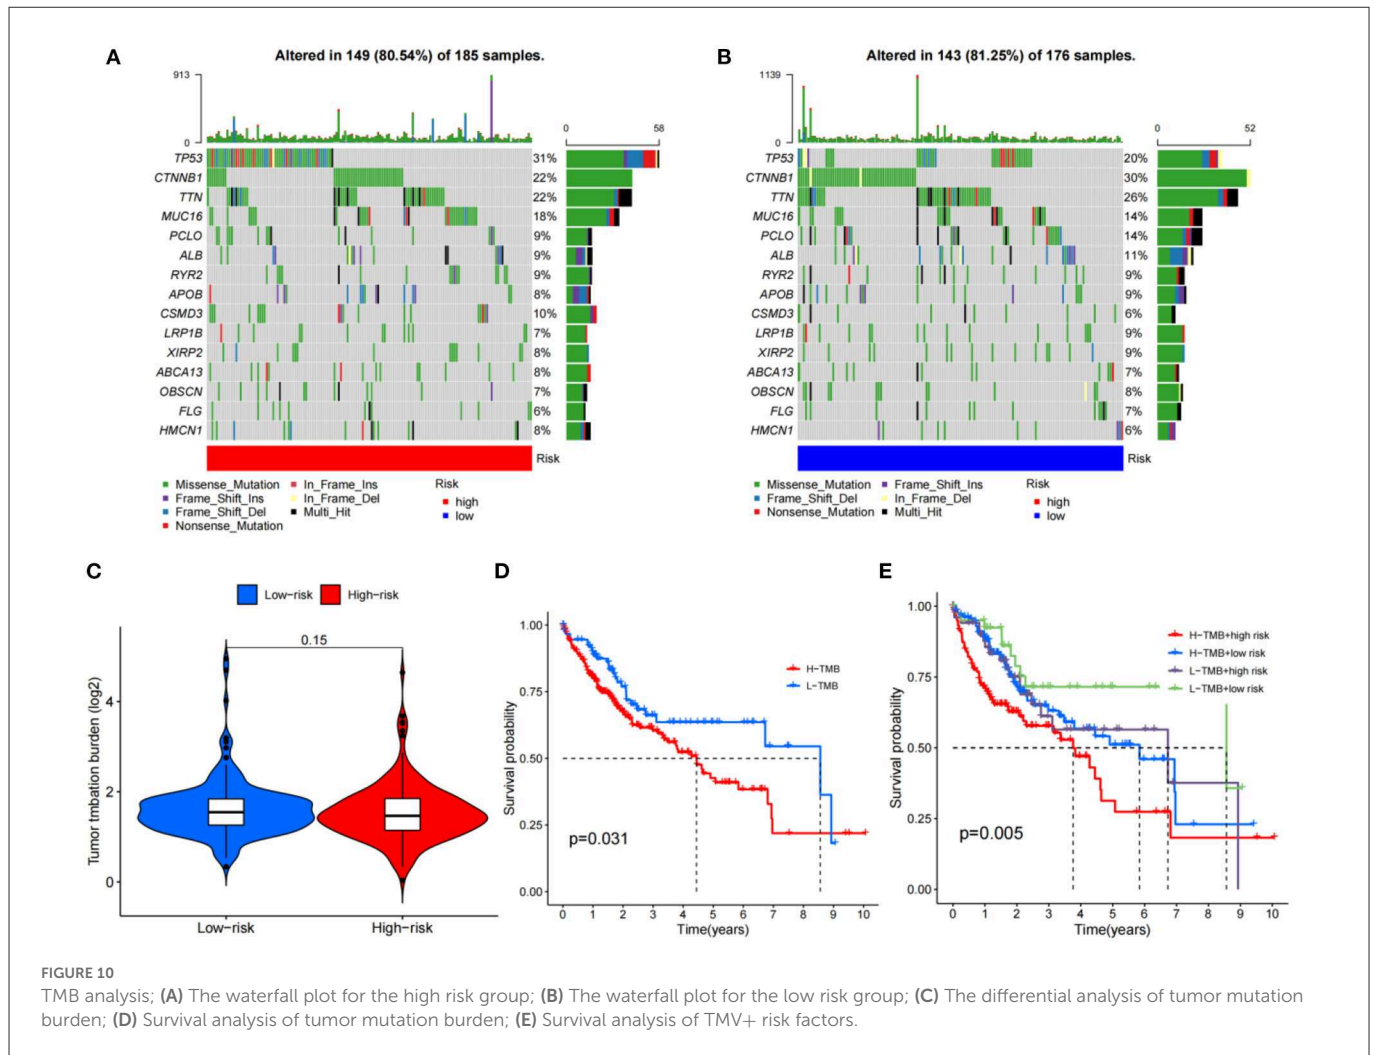 A
Altered in 149 (80.54%) of 185 samples.
913
0
0 58
TP53 31%
CTNNB1 22%
TTN 22%
MUC16 18%
PCLO 9%
ALB 9%
RYR2 9%
APOB 8%
CSMD3 10%
LRP1B 7%
XIRP2 8%
ABCA13 8%
OBSCN 7%
FLG 6%
HMCN1 8%
Risk
Missense_Mutation In_Frame_Ins Risk
Frame_Shift_Ins In_Frame_Del high
Frame_Shift_Del Multi_Hit low
Nonsense_Mutation
B
Altered in 143 (81.25%) of 176 samples.
1139
0
0 52
TP53 20%
CTNNB1 30%
TTN 26%
MUC16 14%
PCLO 14%
ALB 11%
RYR2 9%
APOB 9%
CSMD3 6%
LRP1B 9%
XIRP2 9%
ABCA13 7%
OBSCN 8%
FLG 7%
HMCN1 6%
Risk
Missense_Mutation Frame_Shift_Ins Risk
Frame_Shift_Del In_Frame_Del high
Nonsense_Mutation Multi_Hit low
C
Low-risk High-risk
0.15
Tumor tmbation burden (log2)
4
2
0
Low-risk High-risk
D
H-TMB
L-TMB
Survival probability
1.00
0.75
0.50
0.25
0.00
p=0.031
0 1 2 3 4 5 6 7 8 9 10
Time(years)
E
H-TMB+high risk
H-TMB+low risk
L-TMB+high risk
L-TMB+low risk
Survival probability
1.00
0.75
0.50
0.25
0.00
p=0.005
0 1 2 3 4 5 6 7 8 9 10
Time(years)
FIGURE 10
TMB analysis; (A) The waterfall plot for the high risk group; (B) The waterfall plot for the low risk group; (C) The differential analysis of tumor mutation
burden; (D) Survival analysis of tumor mutation burden; (E) Survival analysis of TMV+ risk factors.